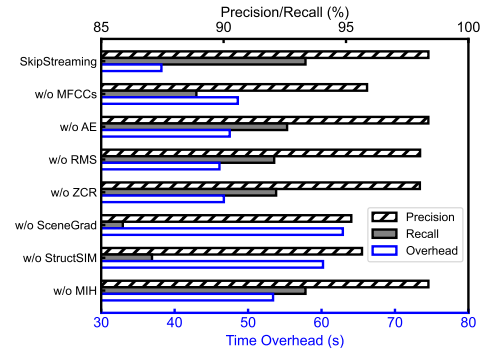 Precision/Recall (%)
85 90 95 100
SkipStreaming
w/o MFCCs
w/o AE
w/o RMS
w/o ZCR
w/o SceneGrad
w/o StructSIM
w/o MIH
Precision
Recall
Overhead
30 40 50 60 70 80
Time Overhead (s)